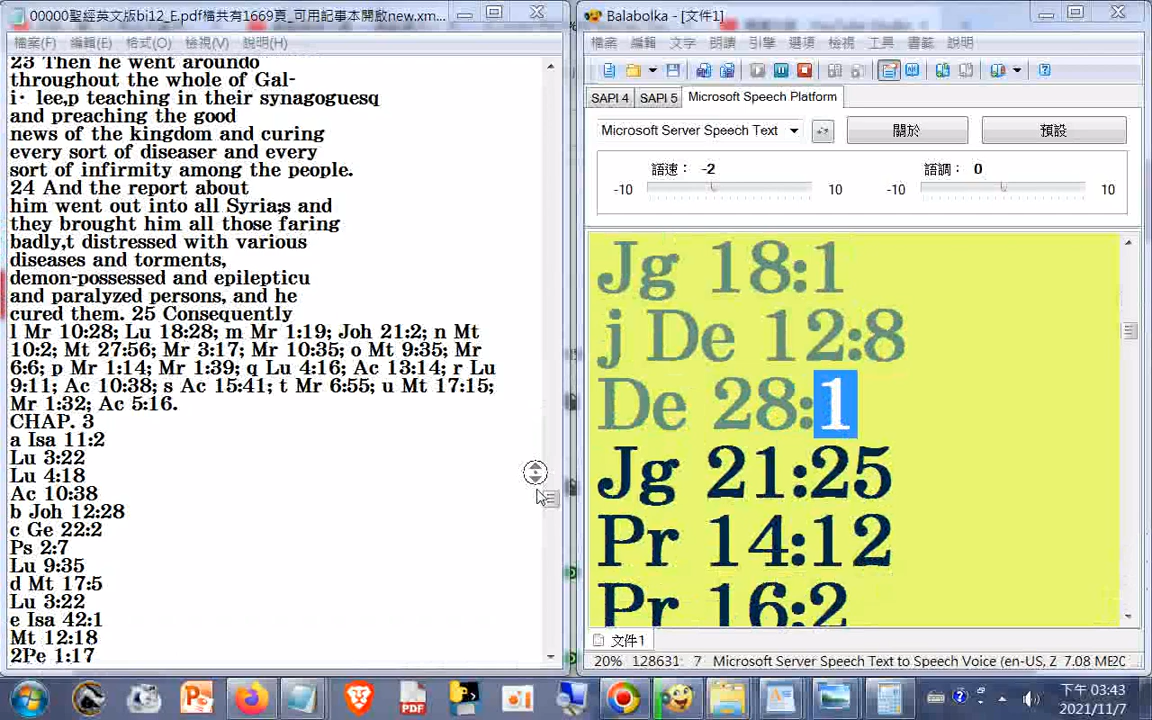 00000聖經英文版bi12_E.pdf檔共有1669頁_可用記事本開啟new.xm...
檔案(F) 編輯(E) 格式(O) 檢視(V) 說明(H)
23 Then he went aroundo
throughout the whole of Gal-
i· lee,p teaching in their synagoguesq
and preaching the good
news of the kingdom and curing
every sort of diseaser and every
sort of infirmity among the people.
24 And the report about
him went out into all Syria;s and
they brought him all those faring
badly,t distressed with various
diseases and torments,
demon-possessed and epilepticu
and paralyzed persons, and he
cured them. 25 Consequently
l Mr 10:28; Lu 18:28; m Mr 1:19; Joh 21:2; n Mt
10:2; Mt 27:56; Mr 3:17; Mr 10:35; o Mt 9:35; Mr
6:6; p Mr 1:14; Mr 1:39; q Lu 4:16; Ac 13:14; r Lu
9:11; Ac 10:38; s Ac 15:41; t Mr 6:55; u Mt 17:15;
Mr 1:32; Ac 5:16.
CHAP. 3
a Isa 11:2
Lu 3:22
Lu 4:18
Ac 10:38
b Joh 12:28
c Ge 22:2
Ps 2:7
Lu 9:35
d Mt 17:5
Lu 3:22
e Isa 42:1
Mt 12:18
2Pe 1:17
Balabolka - [文件1]
檔案 編輯 文字 朗讀 引擎 選項 檢視 工具 書籤 說明
SAPI 4 SAPI 5 Microsoft Speech Platform
Microsoft Server Speech Text 關於 預設
語速: -2 語調: 0
-10 10 -10 10
Jg 18:1
j De 12:8
De 28:1
Jg 21:25
Pr 14:12
Pr 16:2
文件1
20% 128631: 7 Microsoft Server Speech Text to Speech Voice (en-US, Z 7.08 ME
PDF
下午 03:43
2021/11/7